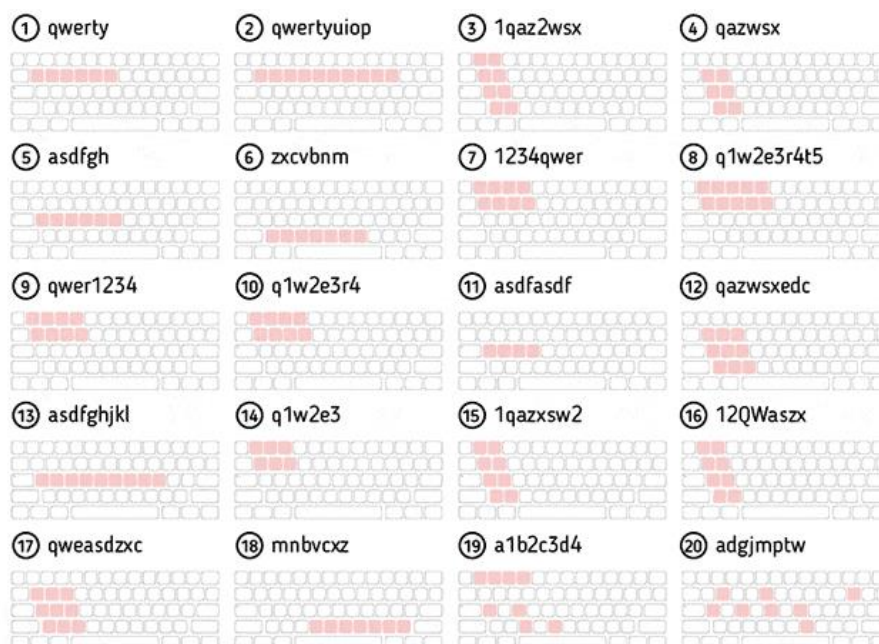 1 qwerty 2 qwertyuiop 3 1qaz2wsx 4 qazwsx
5 asdfgh 6 zxcvbnm 7 1234qwer 8 q1w2e3r4t5
9 qwer1234 10 q1w2e3r4 11 asdfasdf 12 qazwsxedc
13 asdfghjkl 14 q1w2e3 15 1qazxsw2 16 12QWaszx
17 qweasdzxc 18 mnbvcxz 19 a1b2c3d4 20 adgjmptw